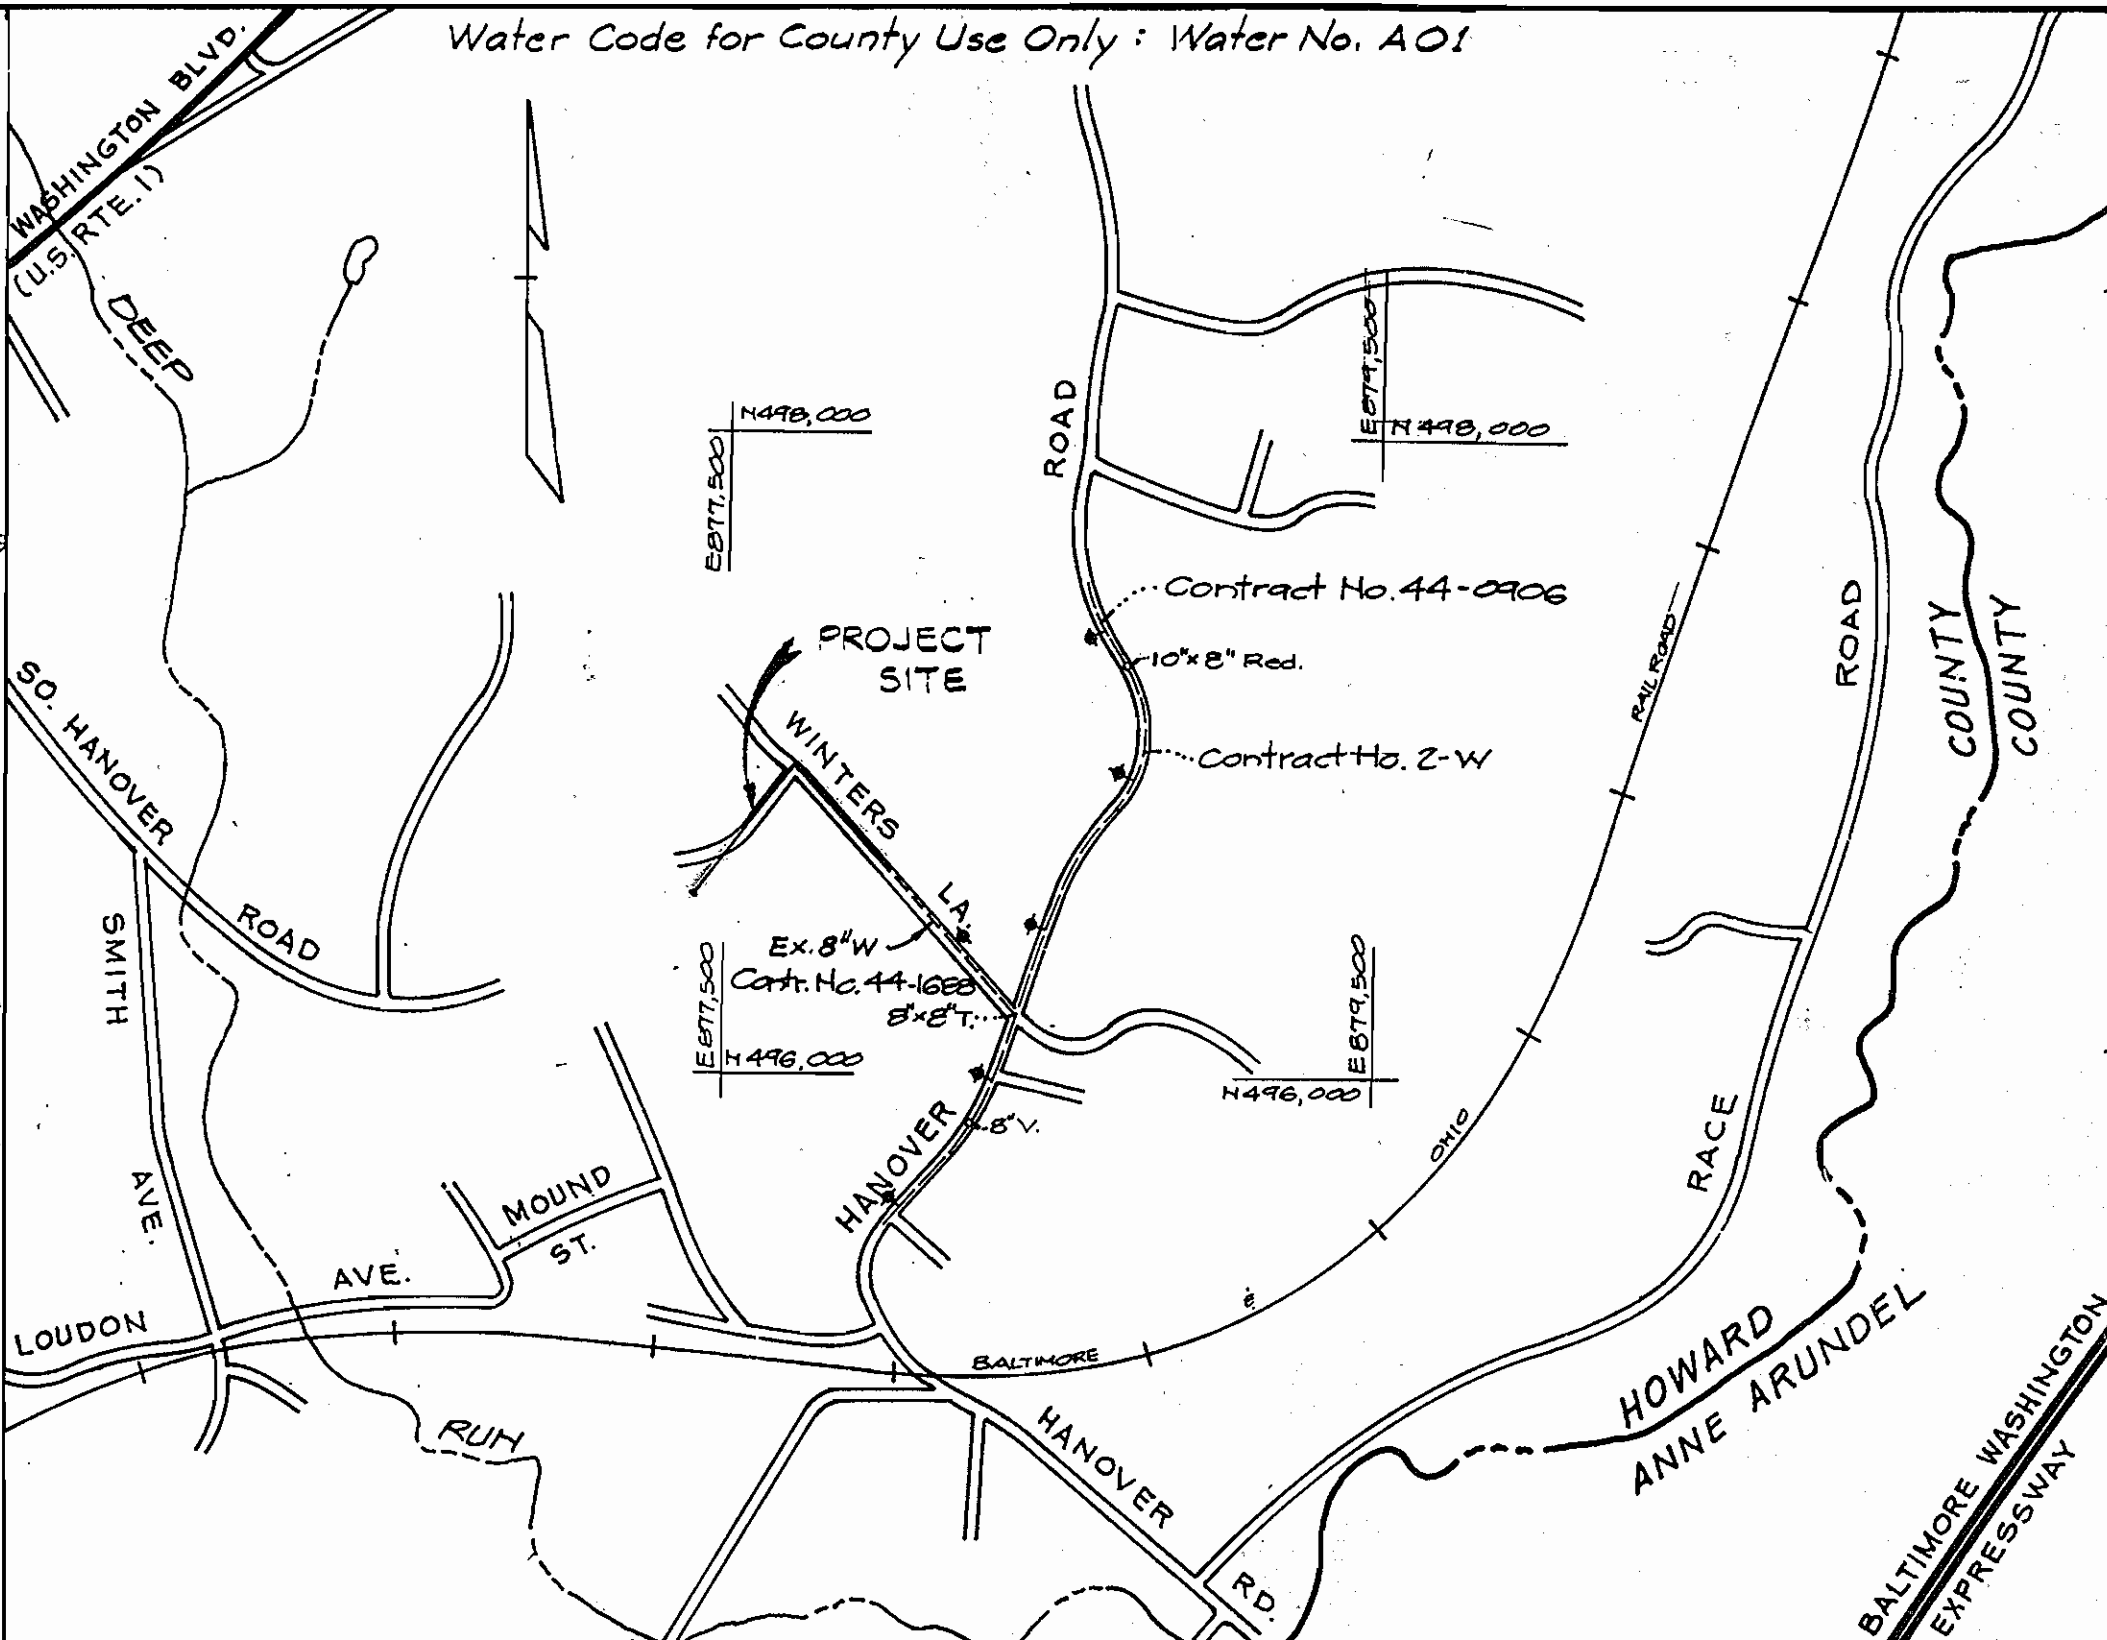 Water Code for County Use Only : Water No. A01
WASHINGTON BLVD.
(U.S. RTE. 1)
DEEP
N498,000
E877,500
ROAD
E879,500
N498,000
Contract No. 44-0906
10"x8" Red.
Contract No. 2-W
PROJECT
SITE
WINTERS
LA.
RAILROAD
ROAD
COUNTY
COUNTY
SO. HANOVER
ROAD
SMITH
AVE.
Ex. 8"W
Contr. No. 44-1688
8"x8"T.
E877,500
N496,000
E879,500
N496,000
8"V.
HANOVER
MOUND
ST.
AVE.
LOUDON
OHIO
&
BALTIMORE
RACE
HOWARD
ANNE ARUNDEL
RUN
HANOVER
RD.
BALTIMORE WASHINGTON
EXPRESSWAY